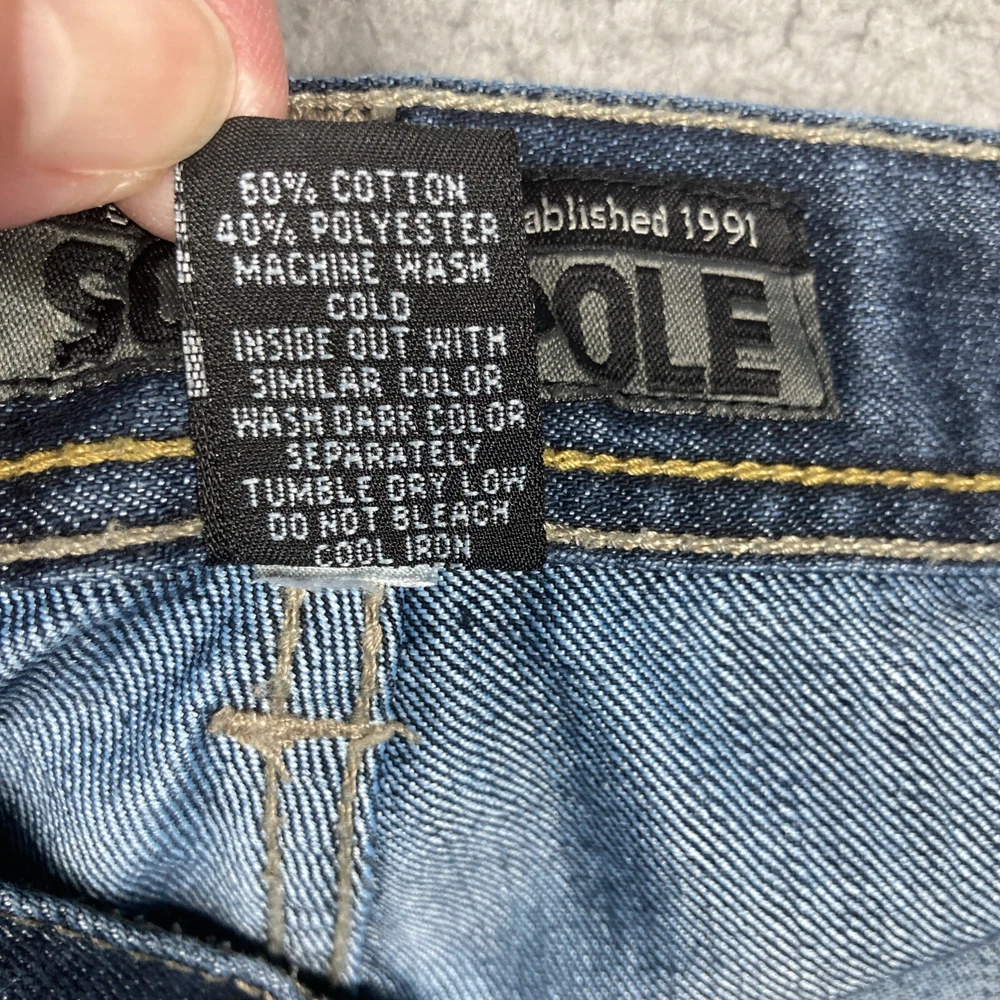 60% COTTON
40% POLYESTER
MACHINE WASH
COLD
INSIDE OUT WITH
SIMILAR COLOR
WASH DARK COLOR
SEPARATELY
TUMBLE DRY LOW
DO NOT BLEACH
COOL IRON
ablished 1991
SO POLE